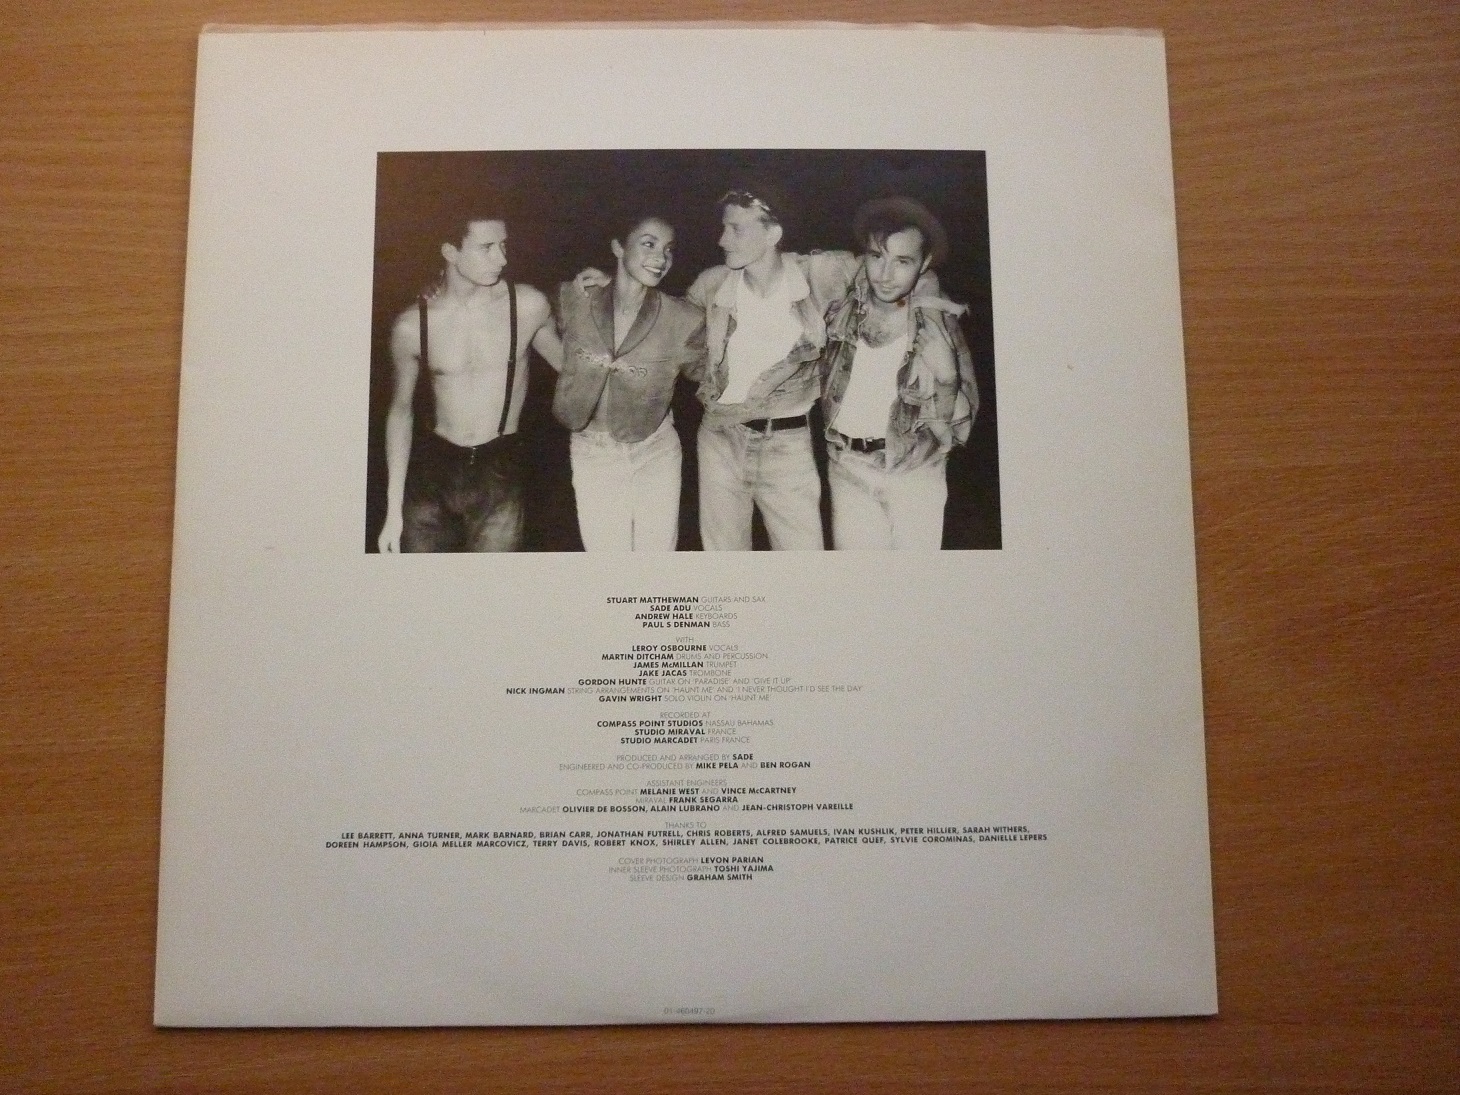 STUART MATTHEWMAN GUITARS AND SAX
SADE ADU VOCALS
ANDREW HALE KEYBOARDS
PAUL S DENMAN BASS
WITH
LEROY OSBOURNE VOCALS
MARTIN DITCHAM DRUMS AND PERCUSSION
JAMES McMILLAN TRUMPET
JAKE JACAS TROMBONE
GORDON HUNTE GUITAR ON 'PARADISE' AND 'GIVE IT UP'
NICK INGMAN STRING ARRANGEMENTS ON 'HAUNT ME' AND 'I NEVER THOUGHT I'D SEE THE DAY'
GAVIN WRIGHT SOLO VIOLIN ON 'HAUNT ME'
RECORDED AT
COMPASS POINT STUDIOS NASSAU BAHAMAS
STUDIO MIRAVAL FRANCE
STUDIO MARCADET PARIS FRANCE
PRODUCED AND ARRANGED BY SADE
ENGINEERED AND CO-PRODUCED BY MIKE PELA AND BEN ROGAN
ASSISTANT ENGINEERS
COMPASS POINT MELANIE WEST AND VINCE McCARTNEY
MIRAVAL FRANK SEGARRA
MARCADET OLIVIER DE BOSSON, ALAIN LUBRANO AND JEAN-CHRISTOPH VAREILLE
THANKS TO
LEE BARRETT, ANNA TURNER, MARK BARNARD, BRIAN CARR, JONATHAN FUTRELL, CHRIS ROBERTS, ALFRED SAMUELS, IVAN KUSHLIK, PETER HILLIER, SARAH WITHERS,
DOREEN HAMPSON, GIOIA MELLER MARCOVICZ, TERRY DAVIS, ROBERT KNOX, SHIRLEY ALLEN, JANET COLEBROOKE, PATRICE QUEF, SYLVIE COROMINAS, DANIELLE LEPERS
COVER PHOTOGRAPH LEVON PARIAN
INNER SLEEVE PHOTOGRAPH TOSHI YAJIMA
SLEEVE DESIGN GRAHAM SMITH
01-460497-20